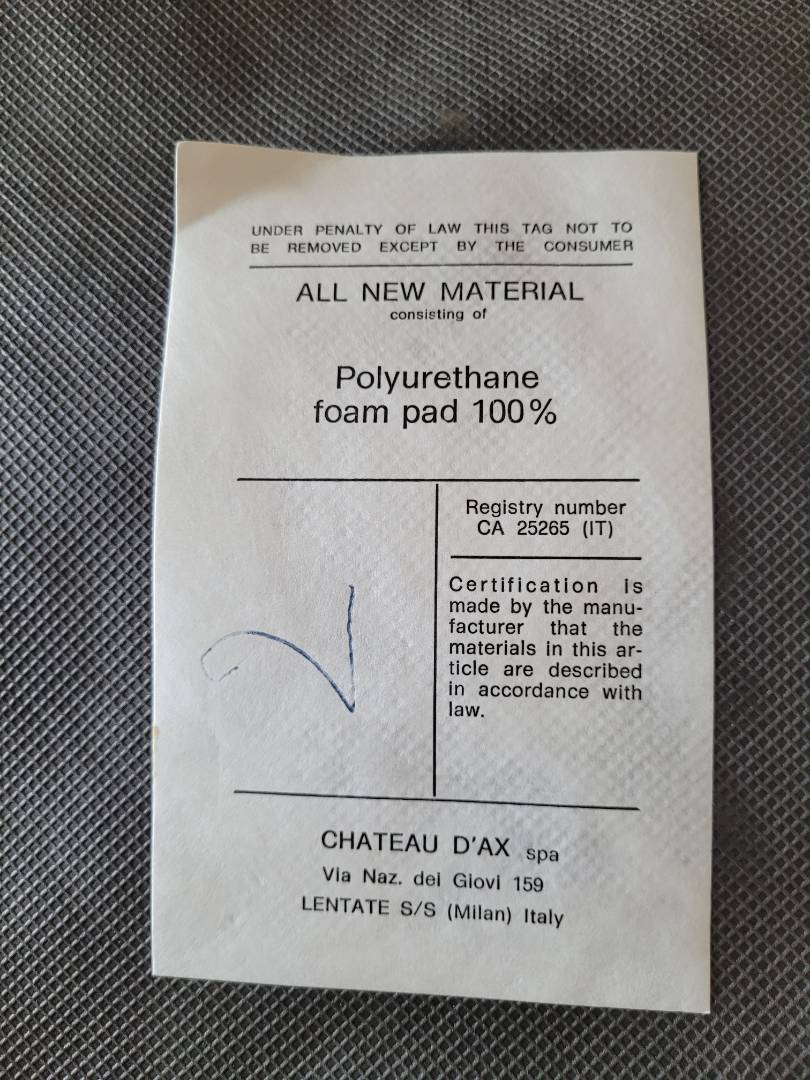 UNDER PENALTY OF LAW THIS TAG NOT TO
BE REMOVED EXCEPT BY THE CONSUMER
ALL NEW MATERIAL
consisting of
Polyurethane
foam pad 100%
Registry number
CA 25265 (IT)
Certification is
made by the manu-
facturer that the
materials in this ar-
ticle are described
in accordance with
law.
CHATEAU D'AX spa
Via Naz. dei Giovi 159
LENTATE S/S (Milan) Italy